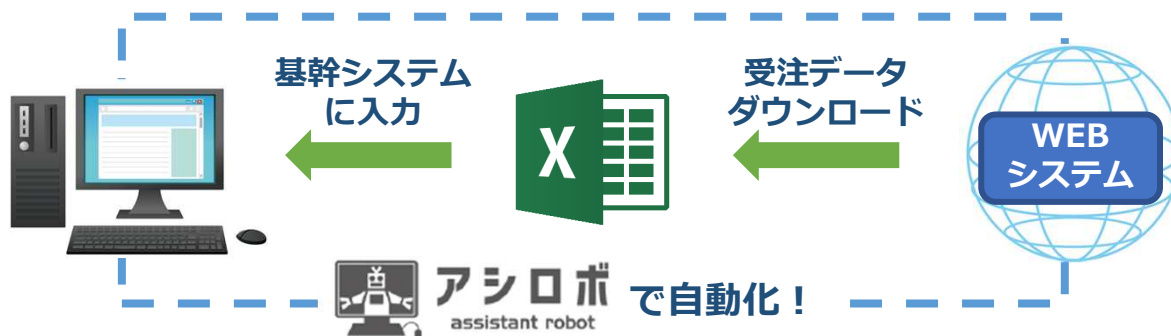 基幹システム
に入力
受注データ
ダウンロード
X
WEB
システム
アシロボ
assistant robot
で自動化！